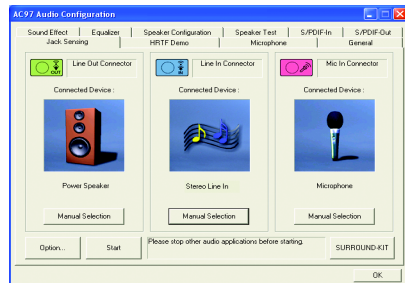 AC97 Audio Configuration
Sound Effect Equalizer Speaker Configuration Speaker Test S/PDIF-In S/PDIF-Out
Jack Sensing HRTF Demo Microphone General
OUT Line Out Connector
IN Line In Connector
Mic In Connector
Connected Device :
Connected Device :
Connected Device :
Power Speaker
Stereo Line In
Microphone
Manual Selection
Manual Selection
Manual Selection
Option...
Start
Please stop other audio applications before starting.
SURROUND-KIT
OK